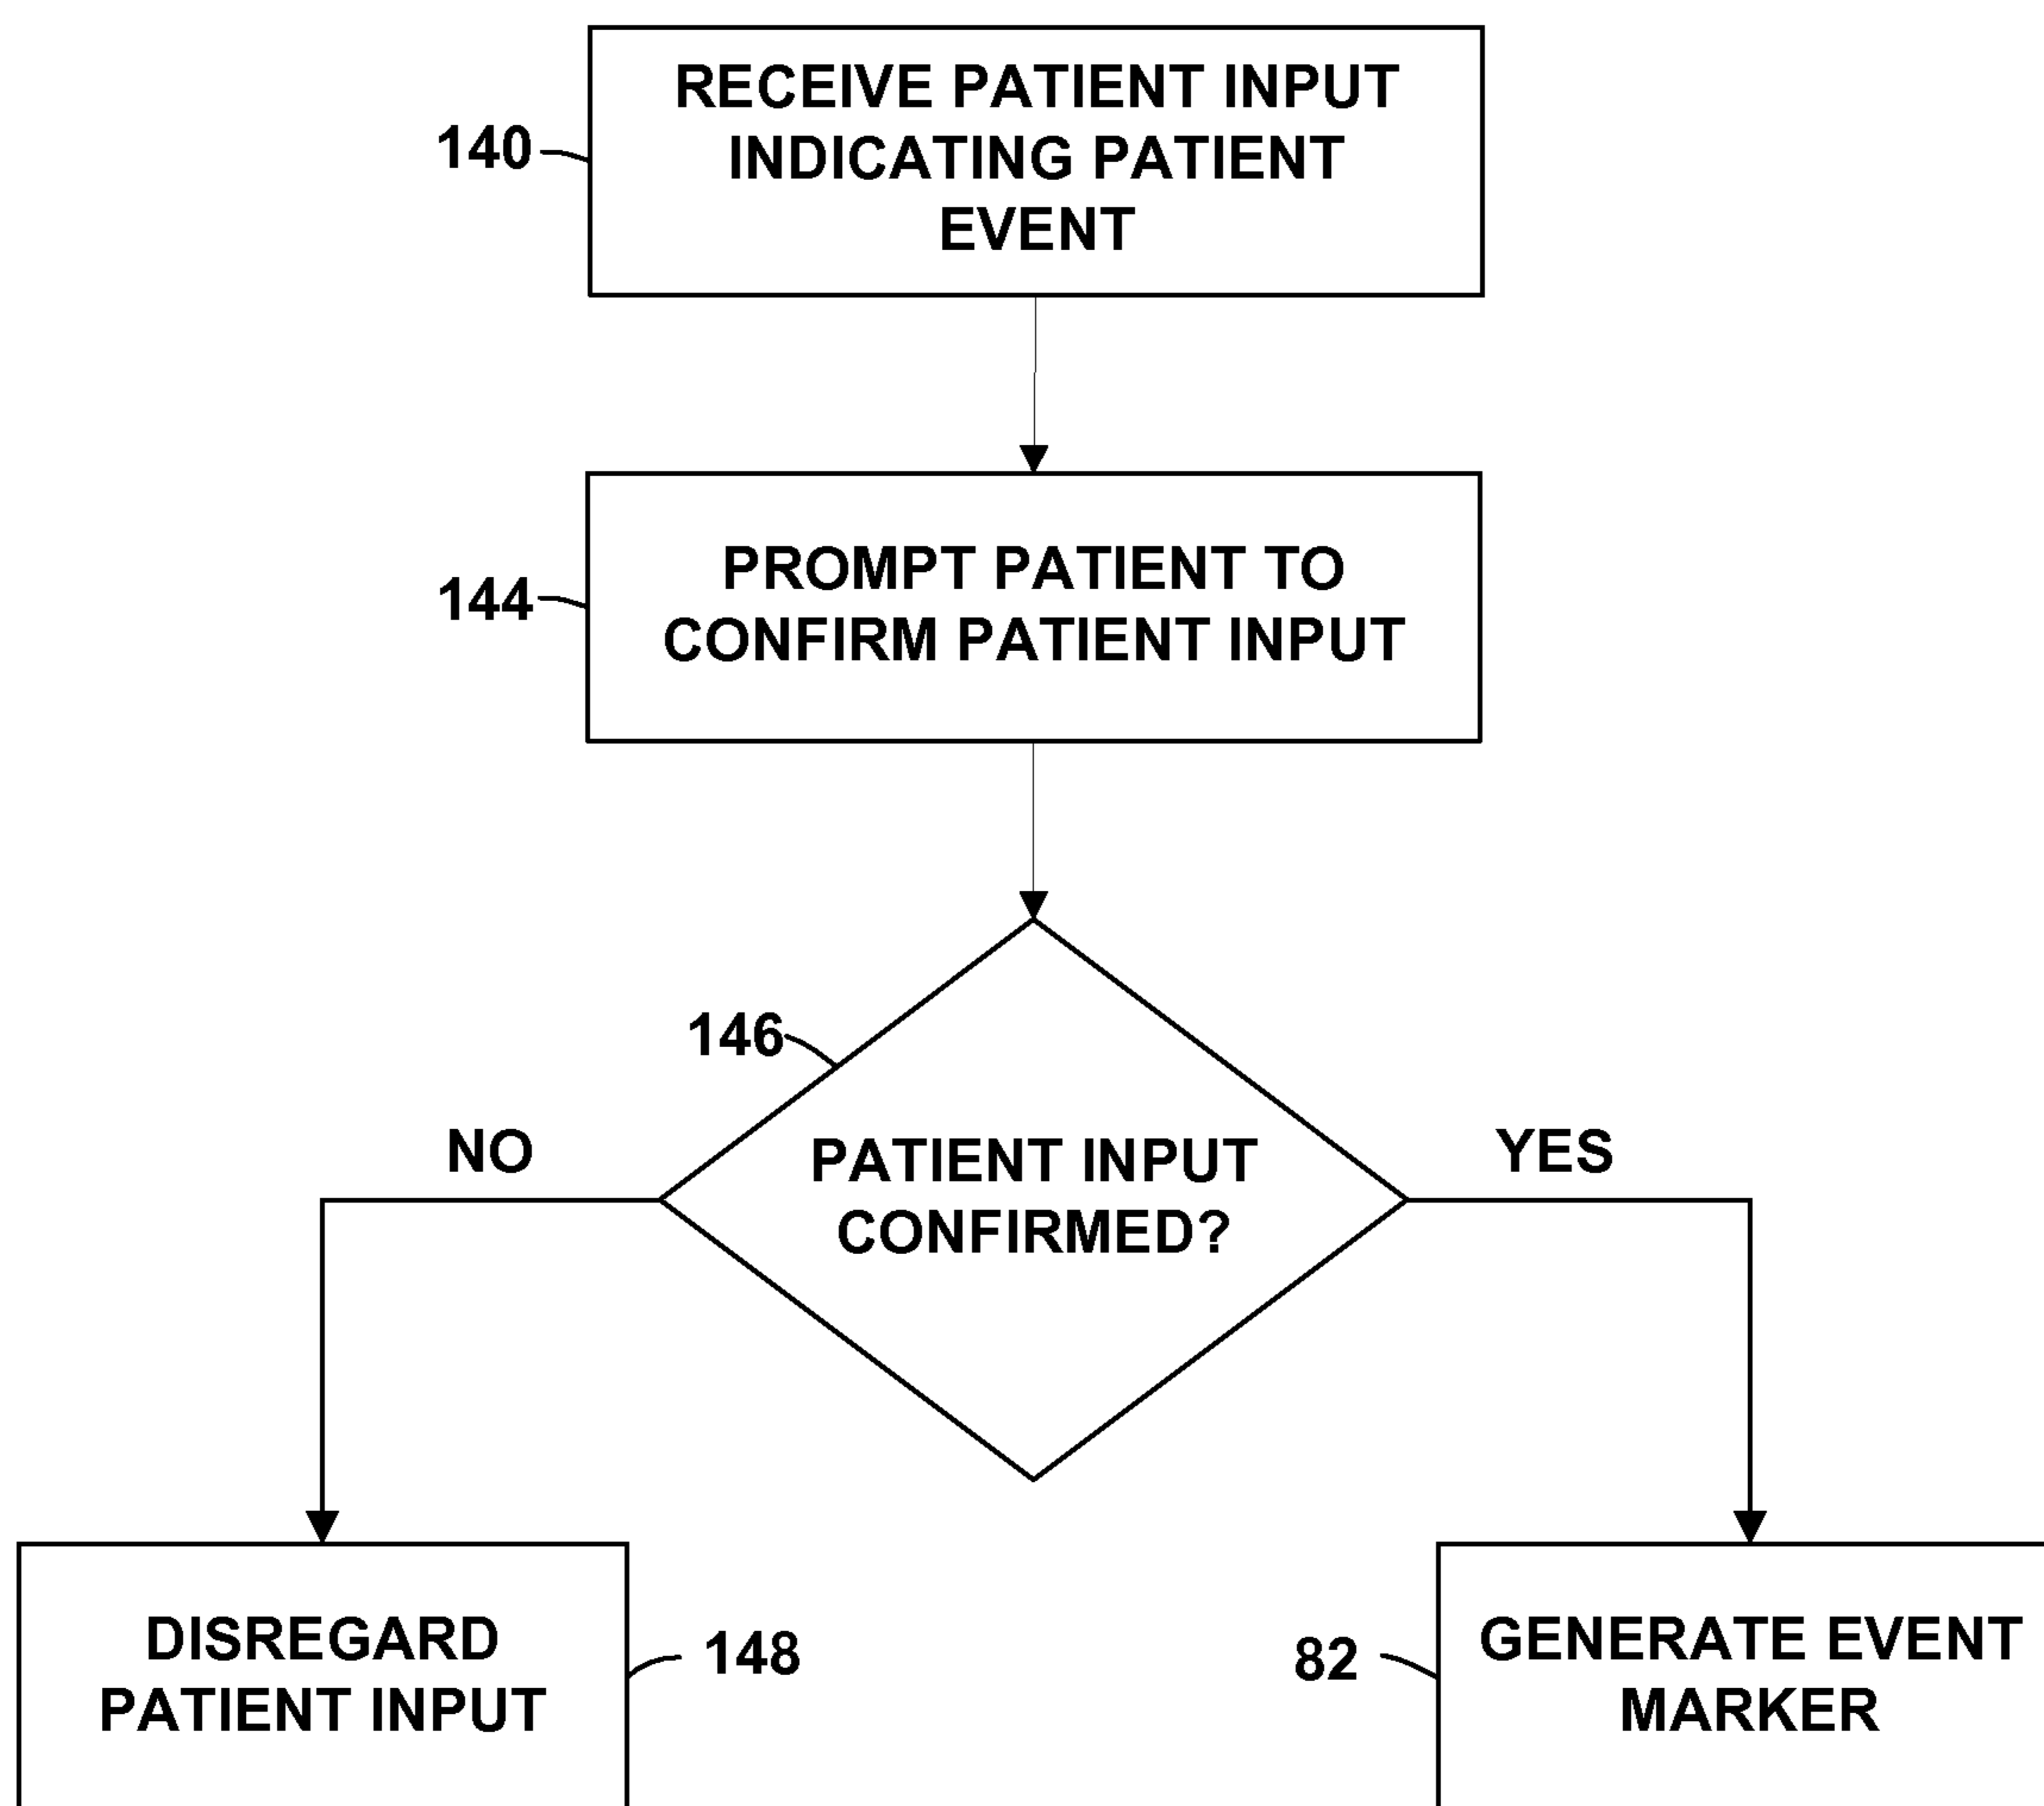 RECEIVE PATIENT INPUT
INDICATING PATIENT
EVENT
140
PROMPT PATIENT TO
CONFIRM PATIENT INPUT
144
146
PATIENT INPUT
CONFIRMED?
NO
YES
DISREGARD
PATIENT INPUT
148
82
GENERATE EVENT
MARKER